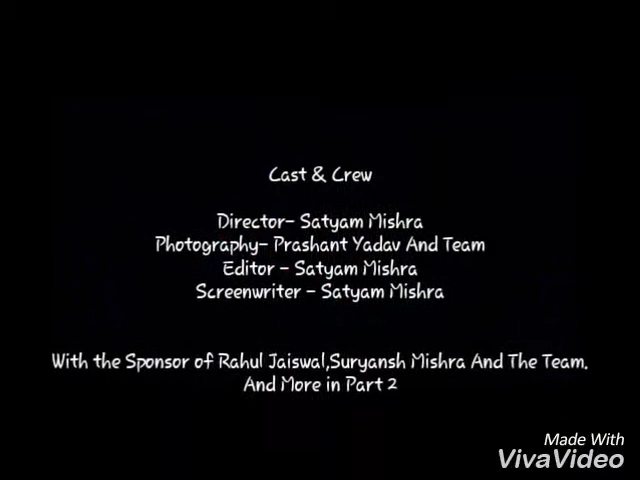 Cast & Crew
Director- Satyam Mishra
Photography- Prashant Yadav And Team
Editor - Satyam Mishra
Screenwriter - Satyam Mishra
With the Sponsor of Rahul Jaiswal,Suryansh Mishra And The Team.
And More in Part 2
Made With
VivaVideo